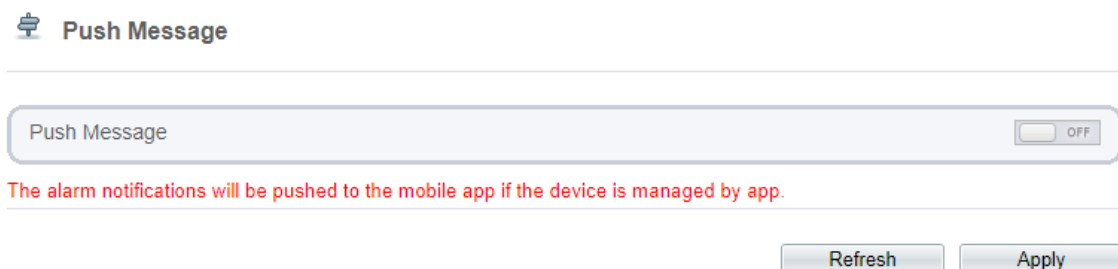 Push Message
Push Message
OFF
The alarm notifications will be pushed to the mobile app if the device is managed by app.
Refresh
Apply